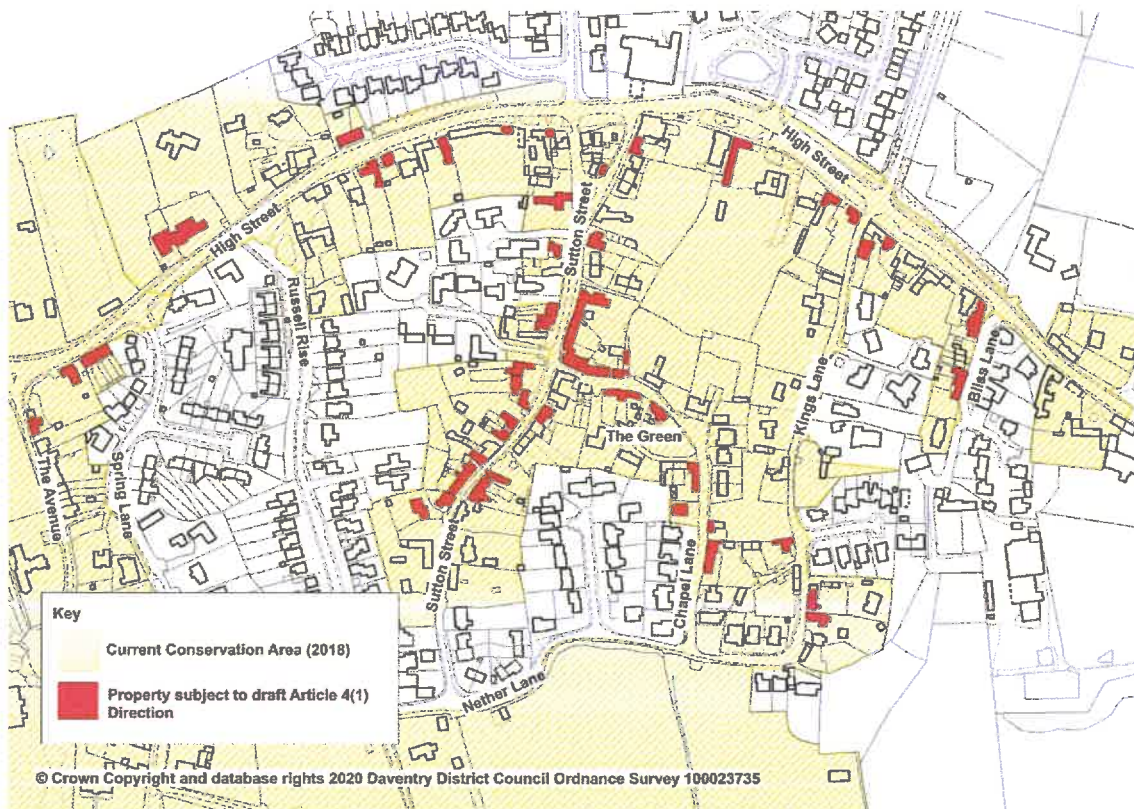 High Street
High Street
Sutton Street
Russell Rise
Bliss Lane
Kings Lane
The Green
The Avenue
Spring Lane
Sutton Street
Chapel Lane
Nether Lane
Key
Current Conservation Area (2018)
Property subject to draft Article 4(1)
Direction
© Crown Copyright and database rights 2020 Daventry District Council Ordnance Survey 100023735